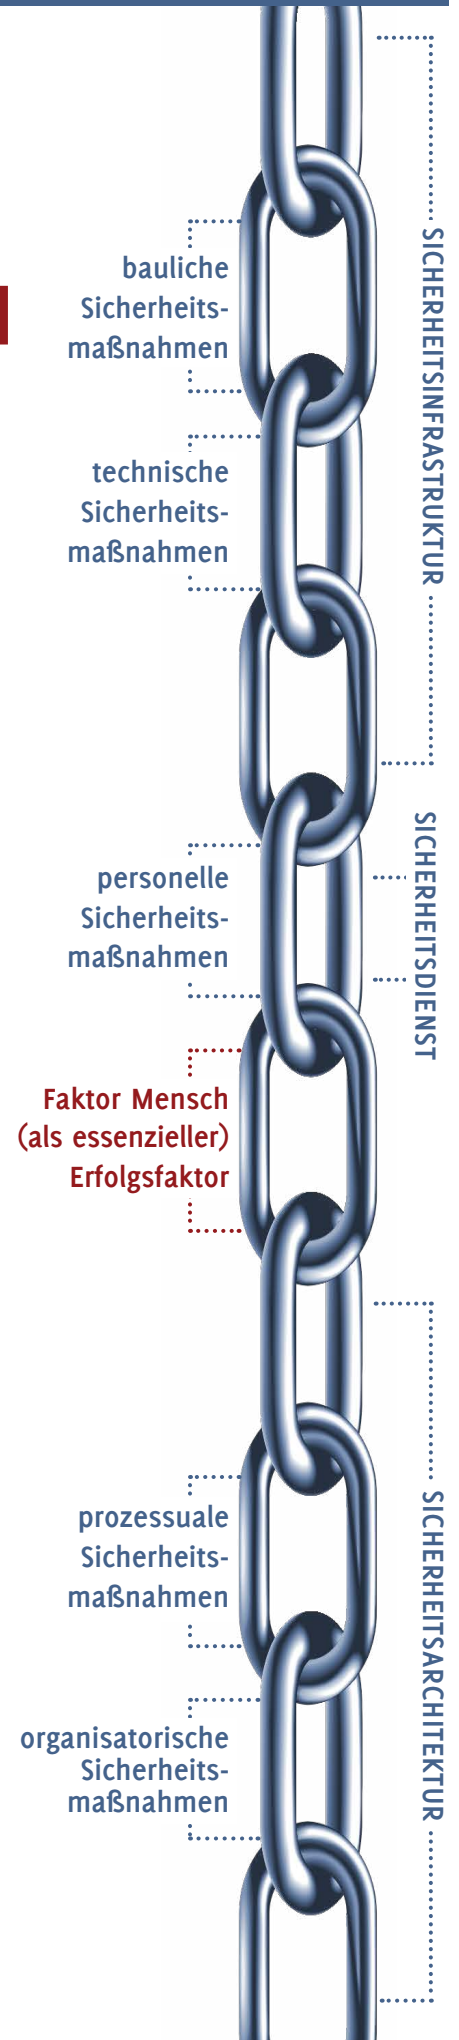 bauliche
Sicherheits-
maßnahmen
technische
Sicherheits-
maßnahmen
SICHERHEITSINFRASTRUKTUR
personelle
Sicherheits-
maßnahmen
SICHERHEITSDIENST
Faktor Mensch
(als essenzieller)
Erfolgsfaktor
prozessuale
Sicherheits-
maßnahmen
organisatorische
Sicherheits-
maßnahmen
SICHERHEITSARCHITEKTUR